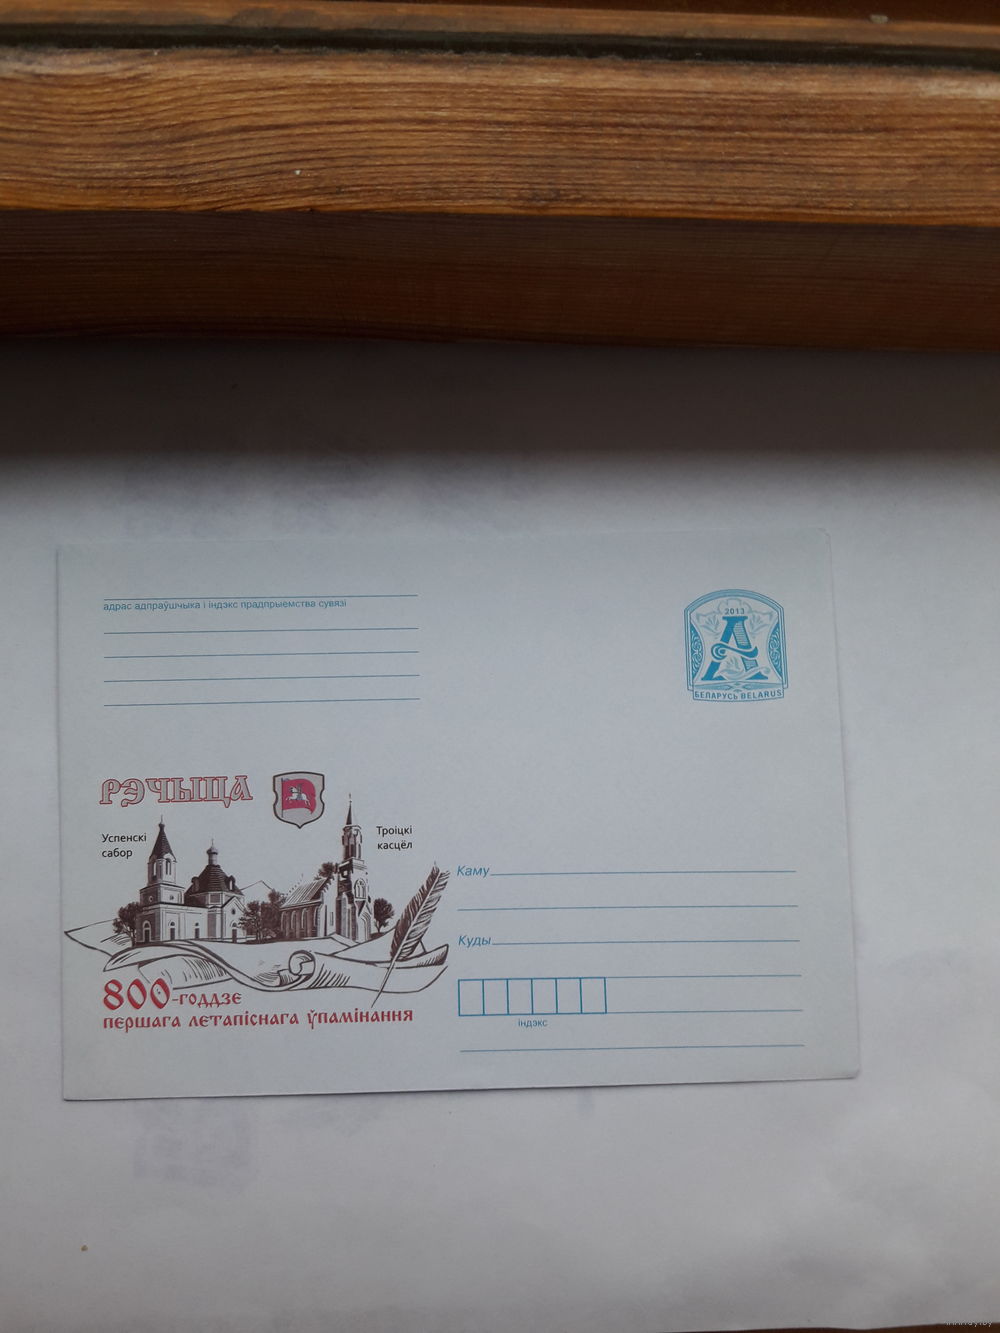 адрас адпраўшчыка і індэкс прадпрыемства сувязі
2013
А
БЕЛАРУСЬ BELARUS
РЭЧЫЦА
Успенскі
сабор
Троіцкі
касцёл
Каму
Куды
індэкс
800-годдзе
першага летапіснага ўпамінання